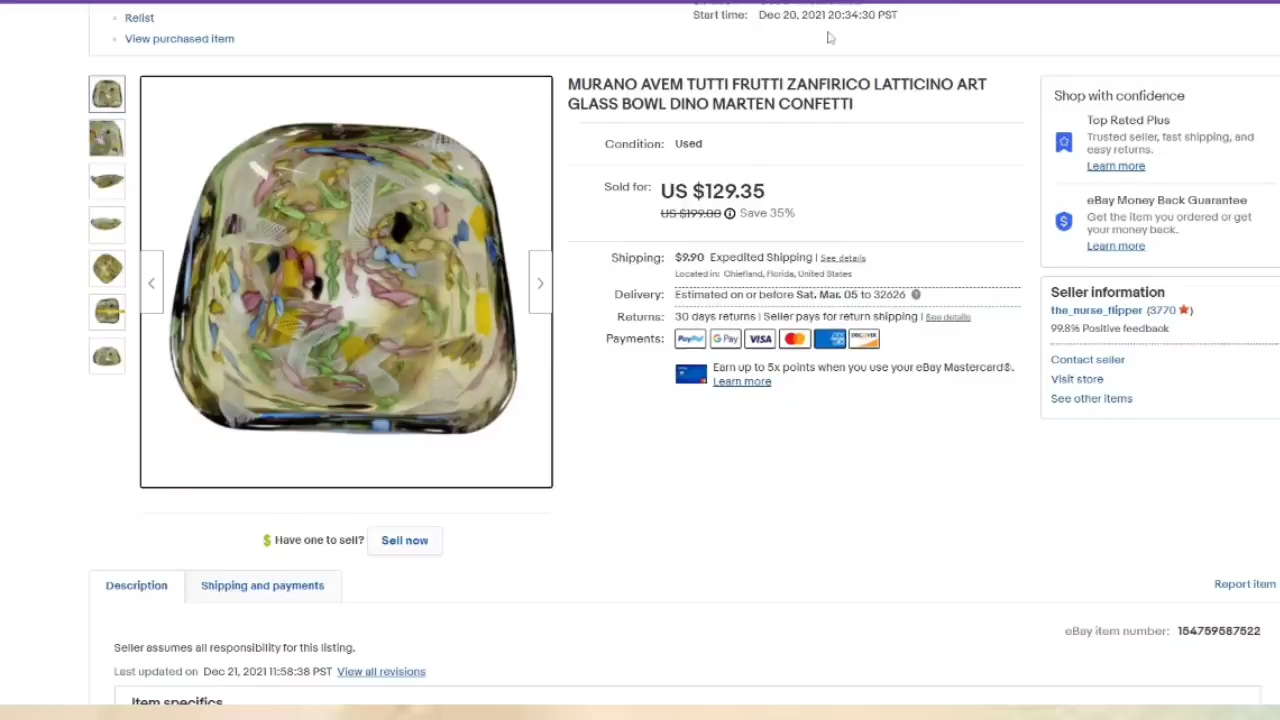 Relist
View purchased item
Start time: Dec 20, 2021 20:34:30 PST
MURANO AVEM TUTTI FRUTTI ZANFIRICO LATTICINO ART
GLASS BOWL DINO MARTEN CONFETTI
Condition: Used
Sold for: US $129.35
US $199.00 Save 35%
Shipping: $9.90 Expedited Shipping | See details
Located in: Chiefland, Florida, United States
Delivery: Estimated on or before Sat. Mar. 05 to 32626
Returns: 30 days returns | Seller pays for return shipping | See details
Payments: PayPal G Pay VISA DISCOVER
Earn up to 5x points when you use your eBay Mastercard®.
Learn more
Shop with confidence
Top Rated Plus
Trusted seller, fast shipping, and
easy returns.
Learn more
eBay Money Back Guarantee
Get the item you ordered or get
your money back.
Learn more
Seller information
the_nurse_flipper (3770)
99.8% Positive feedback
Contact seller
Visit store
See other items
$ Have one to sell? Sell now
Description
Shipping and payments
Report item
eBay item number: 154759587522
Seller assumes all responsibility for this listing.
Last updated on Dec 21, 2021 11:58:38 PST View all revisions
Item specifics